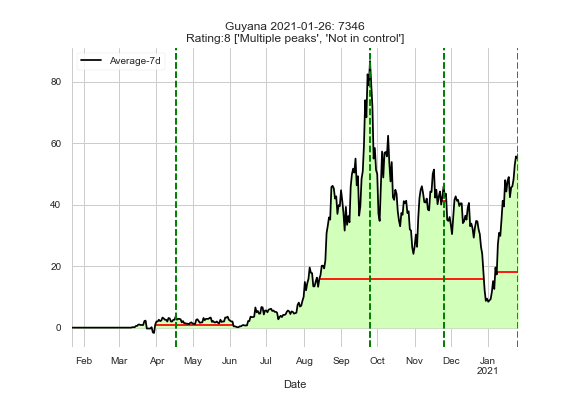 Guyana 2021-01-26: 7346
Rating:8 ['Multiple peaks', 'Not in control']
Average-7d
80
60
40
20
0
Feb Mar Apr May Jun Jul Aug Sep Oct Nov Dec Jan
2021
Date